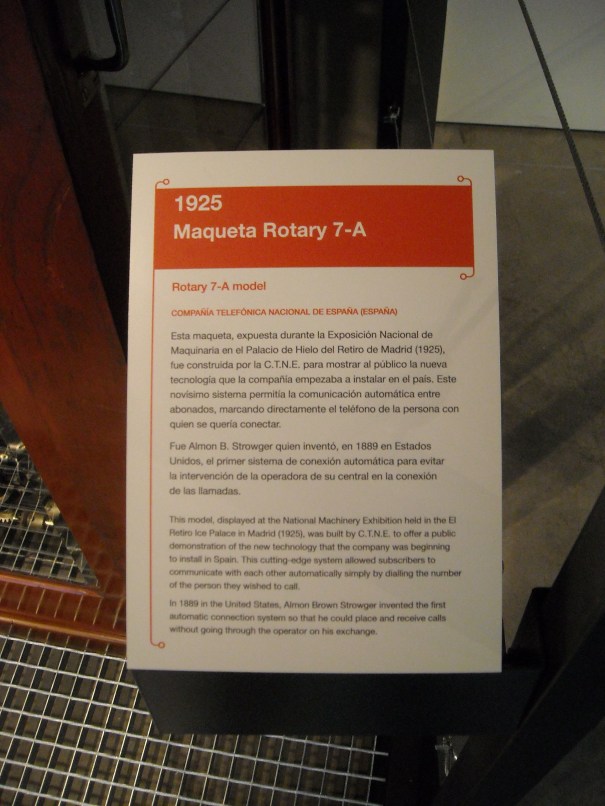 1925
Maqueta Rotary 7-A
Rotary 7-A model
COMPAÑÍA TELEFÓNICA NACIONAL DE ESPAÑA (ESPAÑA)
Esta maqueta, expuesta durante la Exposición Nacional de
Maquinaria en el Palacio de Hielo del Retiro de Madrid (1925),
fue construida por la C.T.N.E. para mostrar al público la nueva
tecnología que la compañía empezaba a instalar en el país. Este
novísimo sistema permitía la comunicación automática entre
abonados, marcando directamente el teléfono de la persona con
quien se quería conectar.
Fue Almon B. Strowger quien inventó, en 1889 en Estados
Unidos, el primer sistema de conexión automática para evitar
la intervención de la operadora de su central en la conexión
de las llamadas.
This model, displayed at the National Machinery Exhibition held in the El
Retiro Ice Palace in Madrid (1925), was built by C.T.N.E. to offer a public
demonstration of the new technology that the company was beginning
to install in Spain. This cutting-edge system allowed subscribers to
communicate with each other automatically simply by dialling the number
of the person they wished to call.
In 1889 in the United States, Almon Brown Strowger invented the first
automatic connection system so that he could place and receive calls
without going through the operator on his exchange.